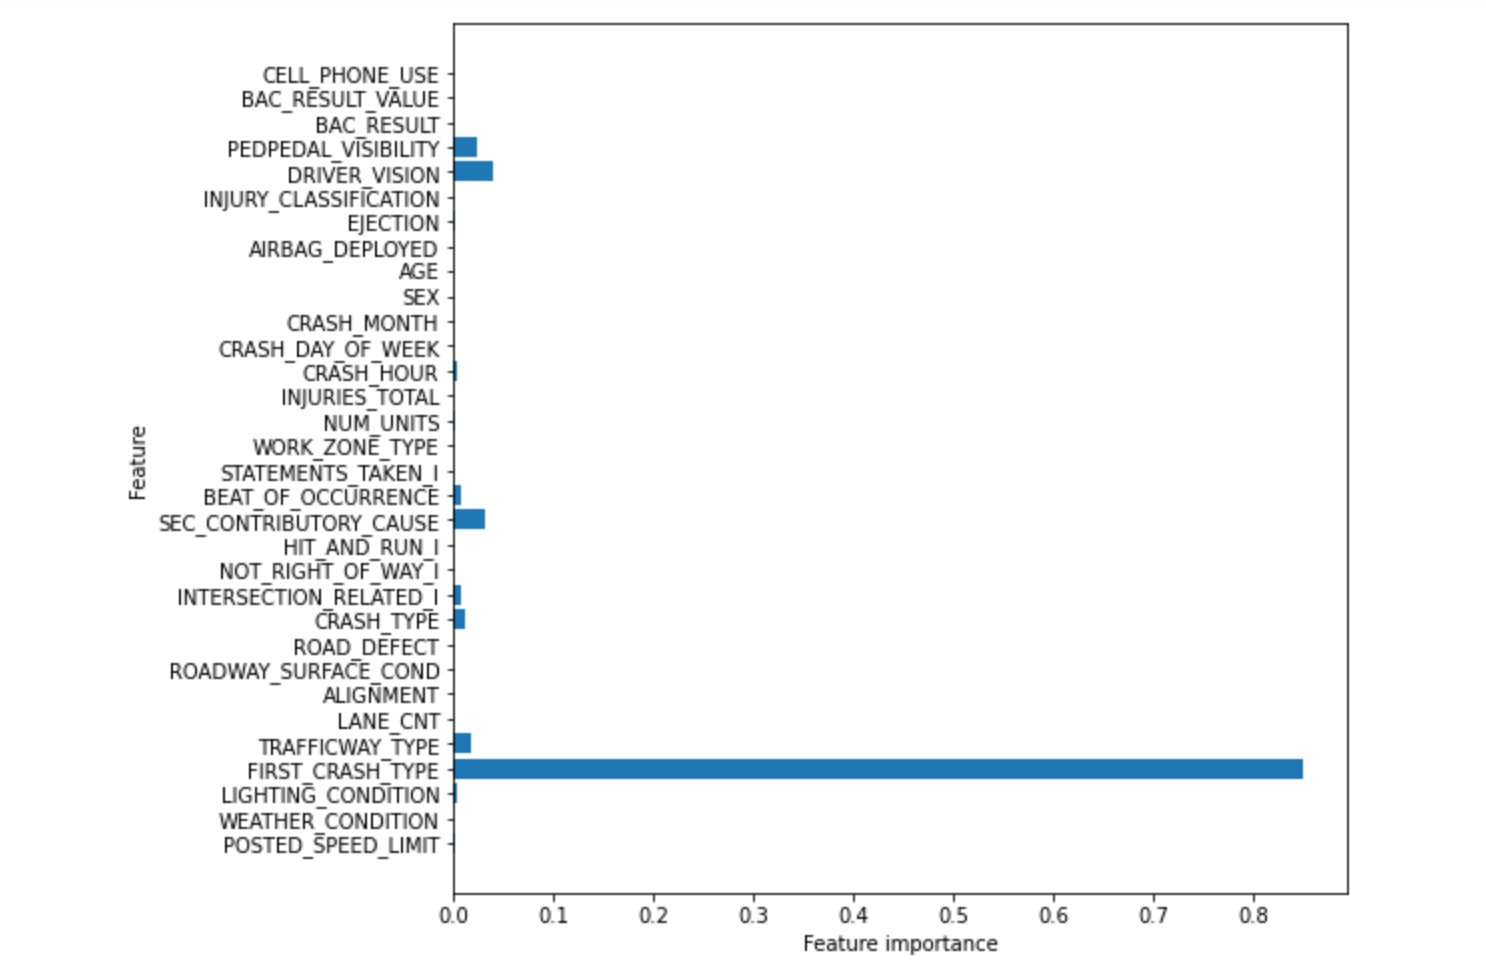 CELL_PHONE_USE
BAC_RESULT_VALUE
BAC_RESULT
PEDPEDAL_VISIBILITY
DRIVER_VISION
INJURY_CLASSIFICATION
EJECTION
AIRBAG_DEPLOYED
AGE
SEX
CRASH_MONTH
CRASH_DAY_OF_WEEK
CRASH_HOUR
INJURIES_TOTAL
NUM_UNITS
WORK_ZONE_TYPE
STATEMENTS_TAKEN_I
BEAT_OF_OCCURRENCE
SEC_CONTRIBUTORY_CAUSE
HIT_AND_RUN_I
NOT_RIGHT_OF_WAY_I
INTERSECTION_RELATED_I
CRASH_TYPE
ROAD_DEFECT
ROADWAY_SURFACE_COND
ALIGNMENT
LANE_CNT
TRAFFICWAY_TYPE
FIRST_CRASH_TYPE
LIGHTING_CONDITION
WEATHER_CONDITION
POSTED_SPEED_LIMIT
Feature
0.0 0.1 0.2 0.3 0.4 0.5 0.6 0.7 0.8
Feature importance